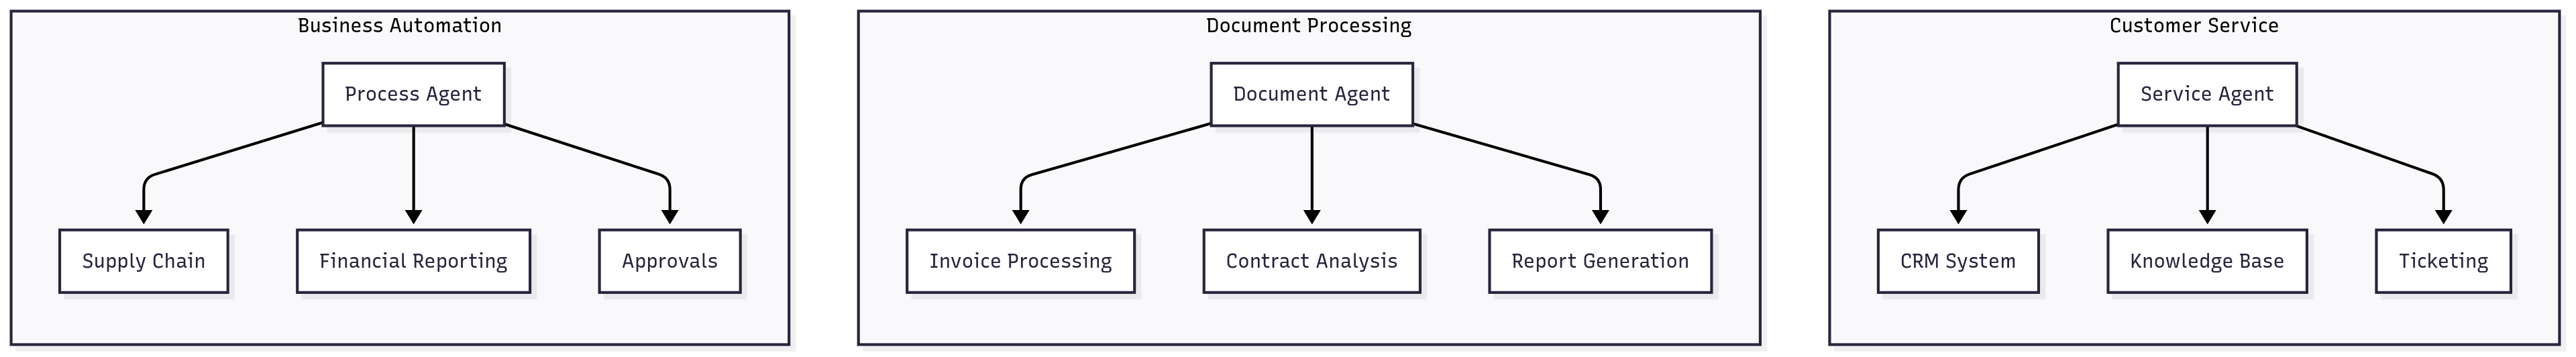 Business Automation
Process Agent
Supply Chain
Financial Reporting
Approvals
Document Processing
Document Agent
Invoice Processing
Contract Analysis
Report Generation
Customer Service
Service Agent
CRM System
Knowledge Base
Ticketing